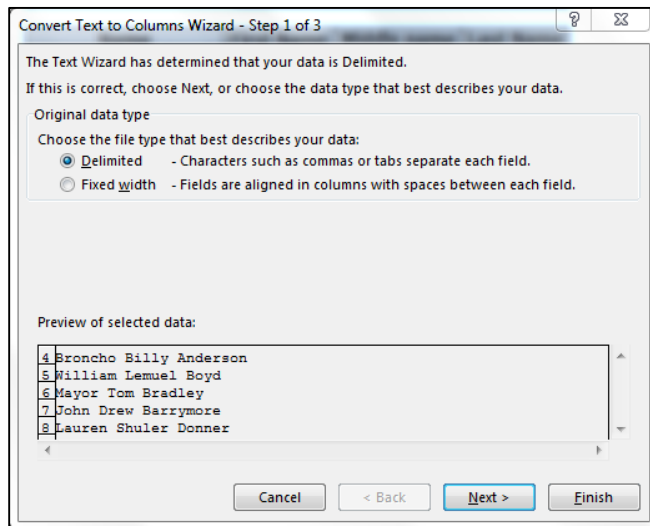 Convert Text to Columns Wizard - Step 1 of 3
The Text Wizard has determined that your data is Delimited.
If this is correct, choose Next, or choose the data type that best describes your data.
Original data type
Choose the file type that best describes your data:
Delimited - Characters such as commas or tabs separate each field.
Fixed width - Fields are aligned in columns with spaces between each field.
Preview of selected data:
4 Broncho Billy Anderson
5 William Lemuel Boyd
6 Mayor Tom Bradley
7 John Drew Barrymore
8 Lauren Shuler Donner
Cancel < Back Next > Finish